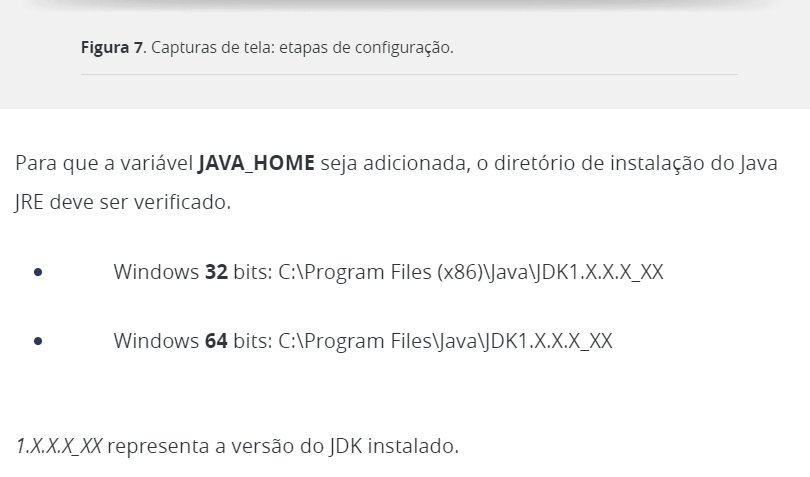 Figura 7. Capturas de tela: etapas de configuração.
Para que a variável JAVA_HOME seja adicionada, o diretório de instalação do Java
JRE deve ser verificado.
• Windows 32 bits: C:\Program Files (x86)\Java\JDK1.X.X.X_XX
• Windows 64 bits: C:\Program Files\Java\JDK1.X.X.X_XX
1.X.X.X_XX representa a versão do JDK instalado.